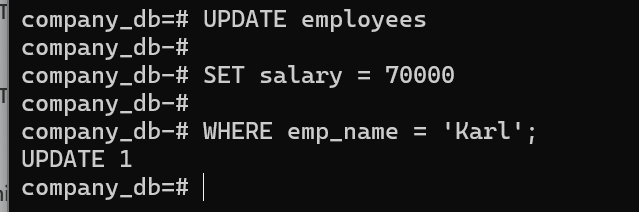 company_db=# UPDATE employees
company_db-#
company_db-# SET salary = 70000
company_db-#
company_db-# WHERE emp_name = 'Karl';
UPDATE 1
company_db=#